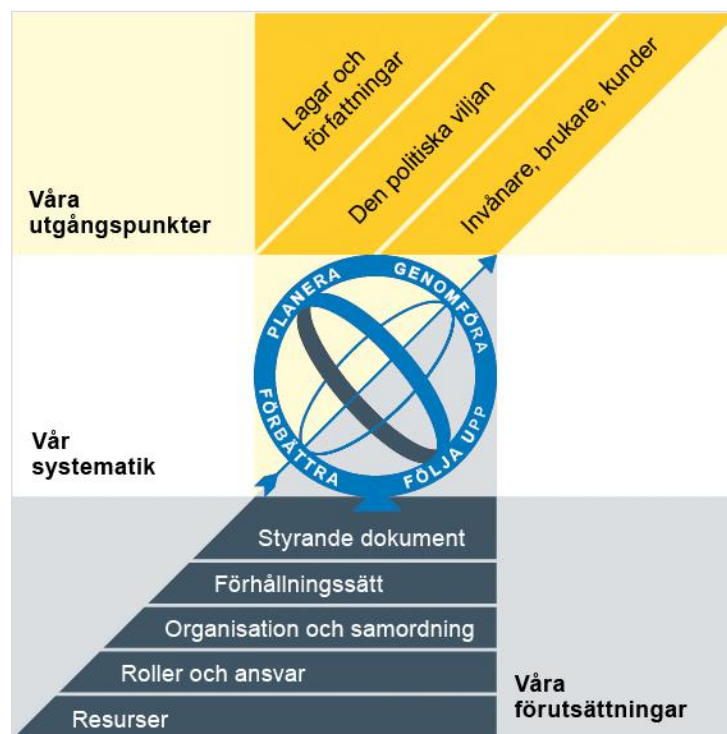 Lagar och
författningar
Den politiska viljan
Invånare, brukare, kunder
Våra
utgångspunkter
PLANERA
GENOMFÖRA
FÖRBÄTTRA
FÖLJA UPP
Vår
systematik
Styrande dokument
Förhållningssätt
Organisation och samordning
Roller och ansvar
Resurser
Våra
förutsättningar